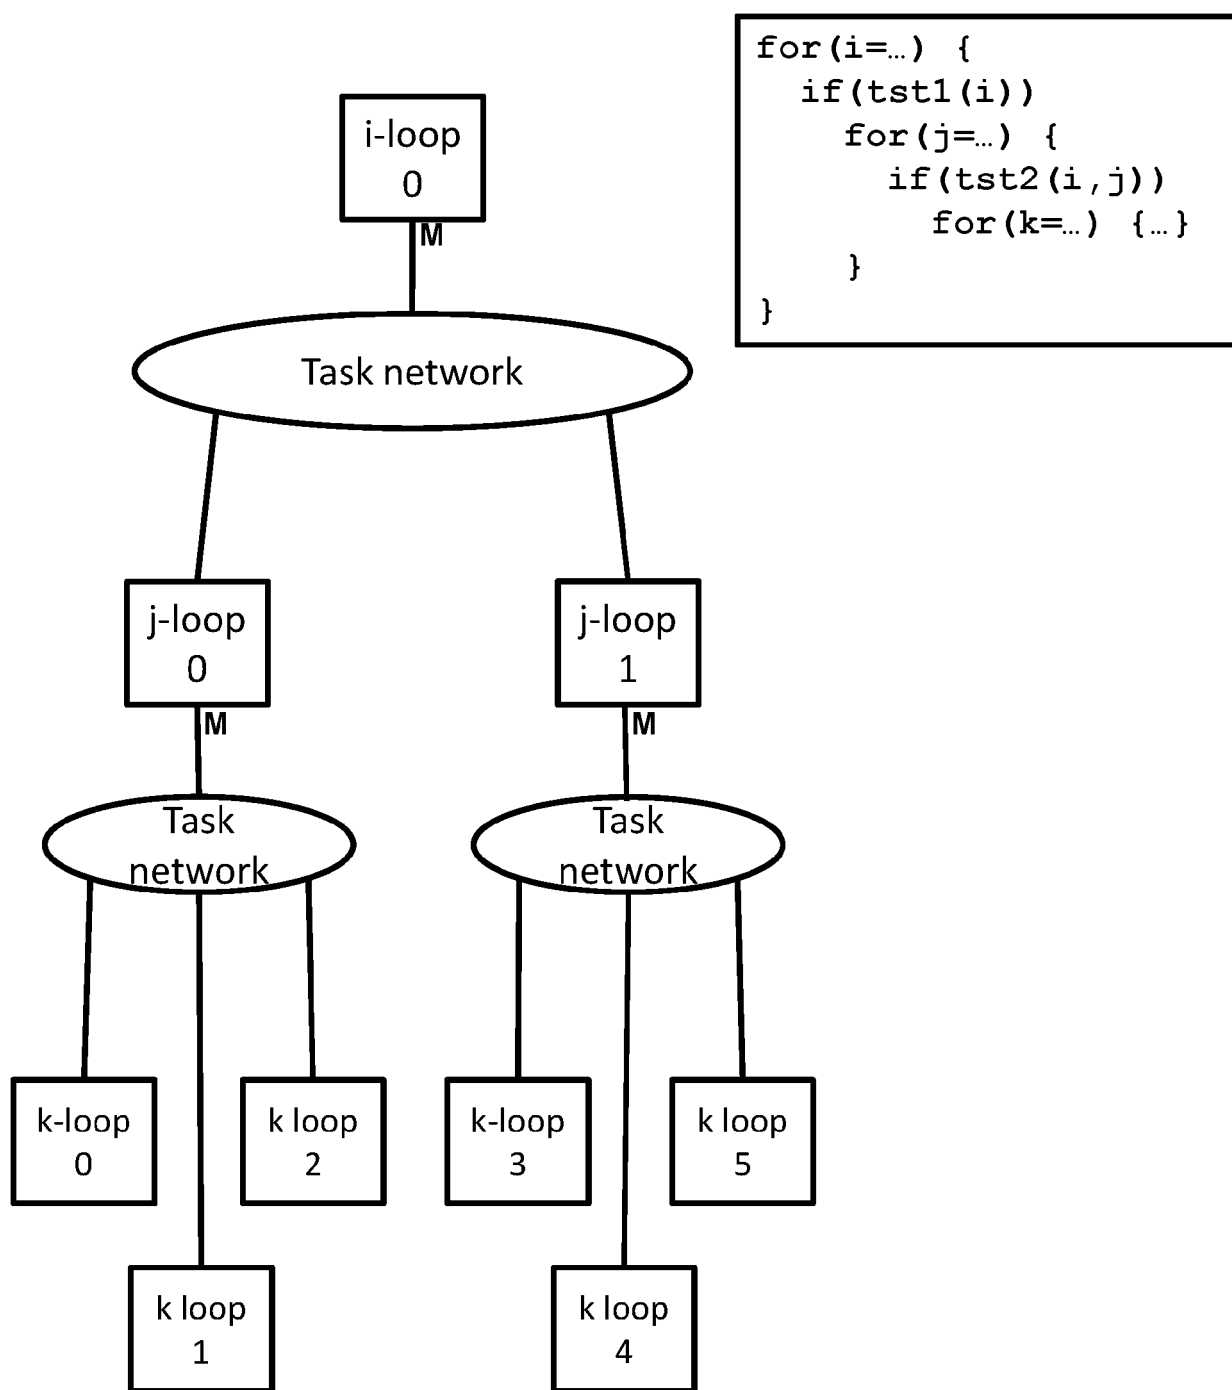 for(i=…) {
if(tst1(i))
for(j=…) {
if(tst2(i,j))
for(k=…) {…}
}
}
i-loop
0
M
Task network
j-loop
0
M
j-loop
1
M
Task
network
Task
network
k-loop
0
k loop
2
k-loop
3
k loop
5
k loop
1
k loop
4